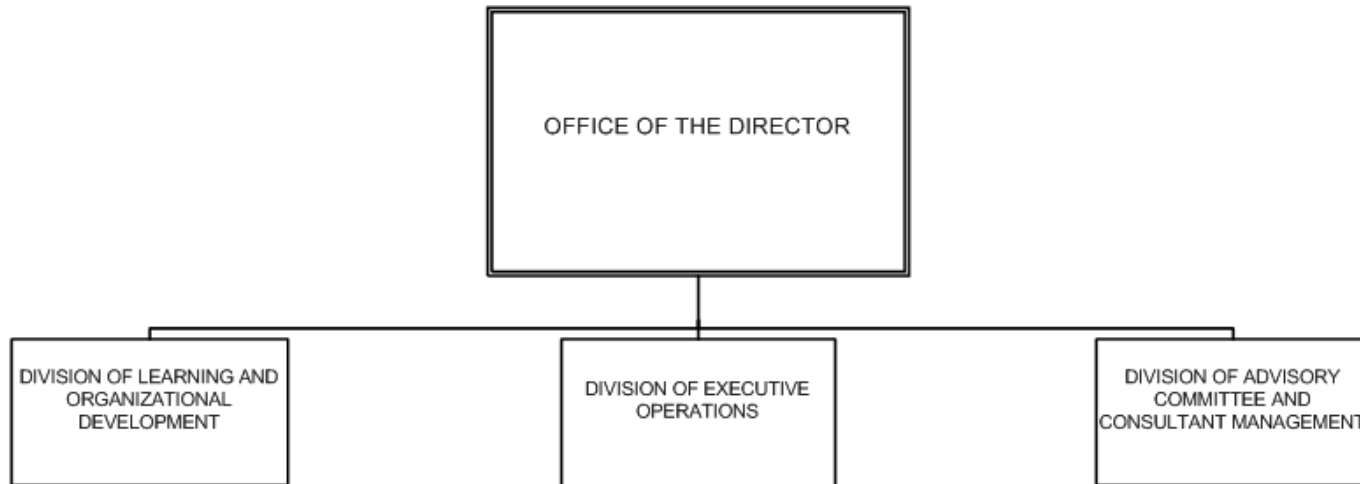 OFFICE OF THE DIRECTOR
DIVISION OF LEARNING AND
ORGANIZATIONAL
DEVELOPMENT
DIVISION OF EXECUTIVE
OPERATIONS
DIVISION OF ADVISORY
COMMITTEE AND
CONSULTANT MANAGEMENT